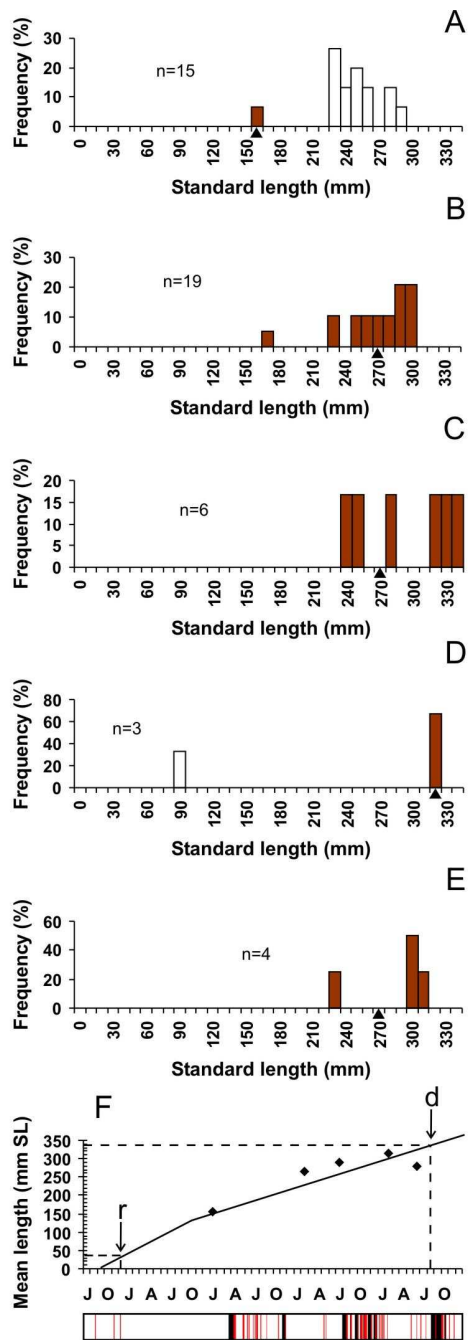 A
Frequency (%)
30
20
10
0
n=15
0 30 60 90 120 150 180 210 240 270 300 330
Standard length (mm)
B
Frequency (%)
30
20
10
0
n=19
0 30 60 90 120 150 180 210 240 270 300 330
Standard length (mm)
C
Frequency (%)
20
15
10
5
0
n=6
0 30 60 90 120 150 180 210 240 270 300 330
Standard length (mm)
D
Frequency (%)
80
60
40
20
0
n=3
0 30 60 90 120 150 180 210 240 270 300 330
Standard length (mm)
E
Frequency (%)
60
40
20
0
n=4
0 30 60 90 120 150 180 210 240 270 300 330
Standard length (mm)
F
d
r
Mean length (mm SL)
350
300
250
200
150
100
50
0
J O J A J O J A J O J A J O J A J O